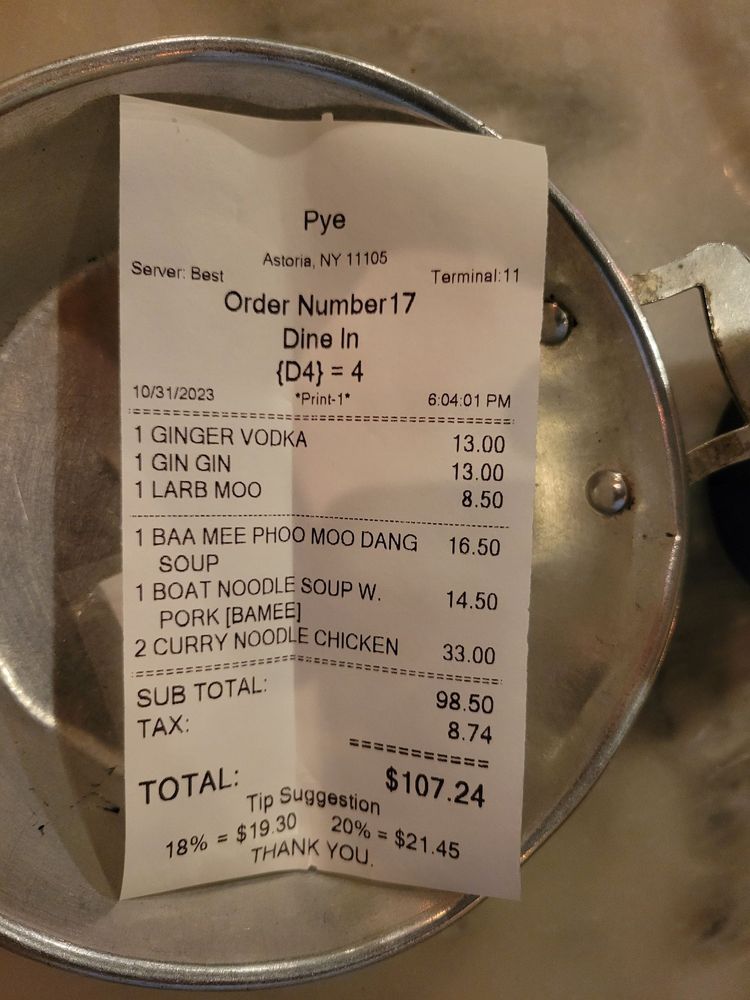 Pye
Astoria, NY 11105
Server: Best Terminal:11
Order Number17
Dine In
{D4} = 4
10/31/2023 *Print-1* 6:04:01 PM
1 GINGER VODKA 13.00
1 GIN GIN 13.00
1 LARB MOO 8.50
1 BAA MEE PHOO MOO DANG 16.50
SOUP
1 BOAT NOODLE SOUP W. 14.50
PORK [BAMEE]
2 CURRY NOODLE CHICKEN 33.00
SUB TOTAL: 98.50
TAX: 8.74
TOTAL: $107.24
Tip Suggestion
18% = $19.30 20% = $21.45
THANK YOU.